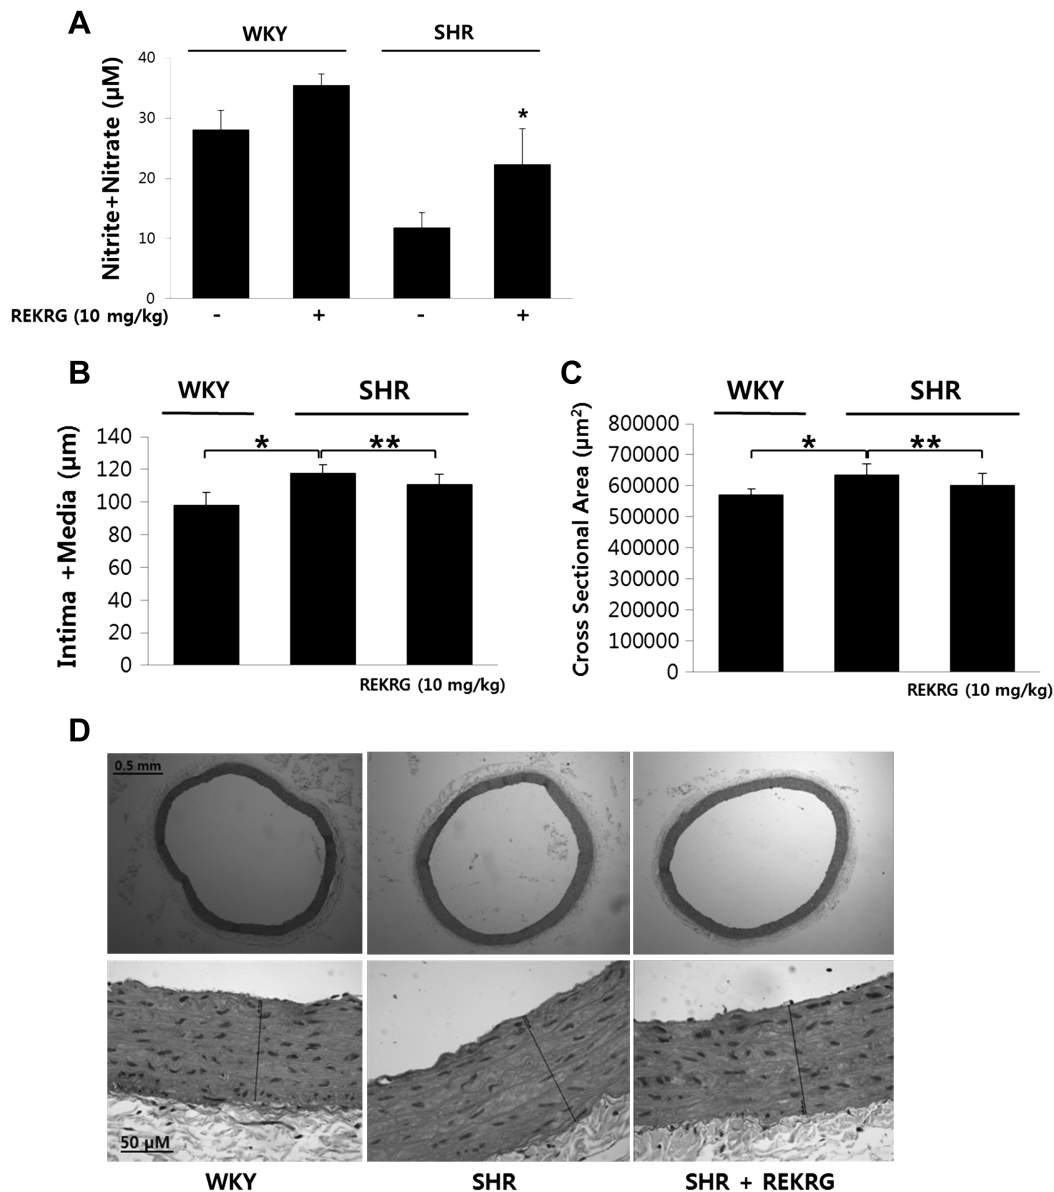 A
WKY SHR
Nitrite+Nitrate (μM)
40
30
20
10
0
*
REKRG (10 mg/kg) - + - +
B
WKY SHR
Intima +Media (μm)
140
120
100
80
60
40
20
0
* **
REKRG (10 mg/kg)
C
WKY SHR
Cross Sectional Area (μm²)
800000
700000
600000
500000
400000
300000
200000
100000
0
* **
REKRG (10 mg/kg)
D
0.5 mm
50 μM
WKY SHR SHR + REKRG